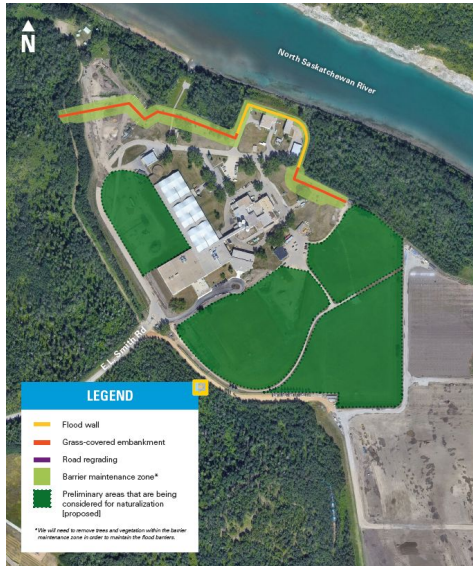 N
North Saskatchewan River
E.L. Smith Rd
LEGEND
Flood wall
Grass-covered embankment
Road regrading
Barrier maintenance zone*
Preliminary areas that are being
considered for naturalization
[proposed]
*We will need to remove trees and vegetation within the barrier
maintenance zone in order to maintain the flood barriers.